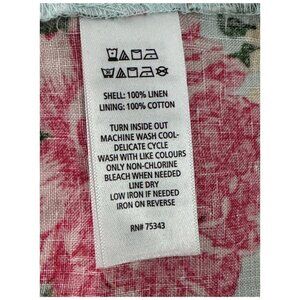 SHELL: 100% LINEN
LINING: 100% COTTON
TURN INSIDE OUT
MACHINE WASH COOL-
DELICATE CYCLE
WASH WITH LIKE COLOURS
ONLY NON-CHLORINE
BLEACH WHEN NEEDED
LINE DRY
LOW IRON IF NEEDED
IRON ON REVERSE
RN# 75343